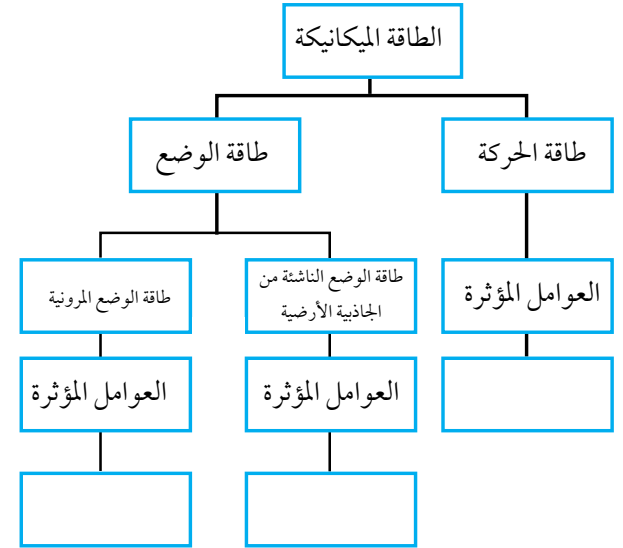 الطاقة الميكانيكة
طاقة الحركة
طاقة الوضع
العوامل المؤثرة
طاقة الوضع الناشئة من
الجاذبية الأرضية
طاقة الوضع المرونية
العوامل المؤثرة
العوامل المؤثرة